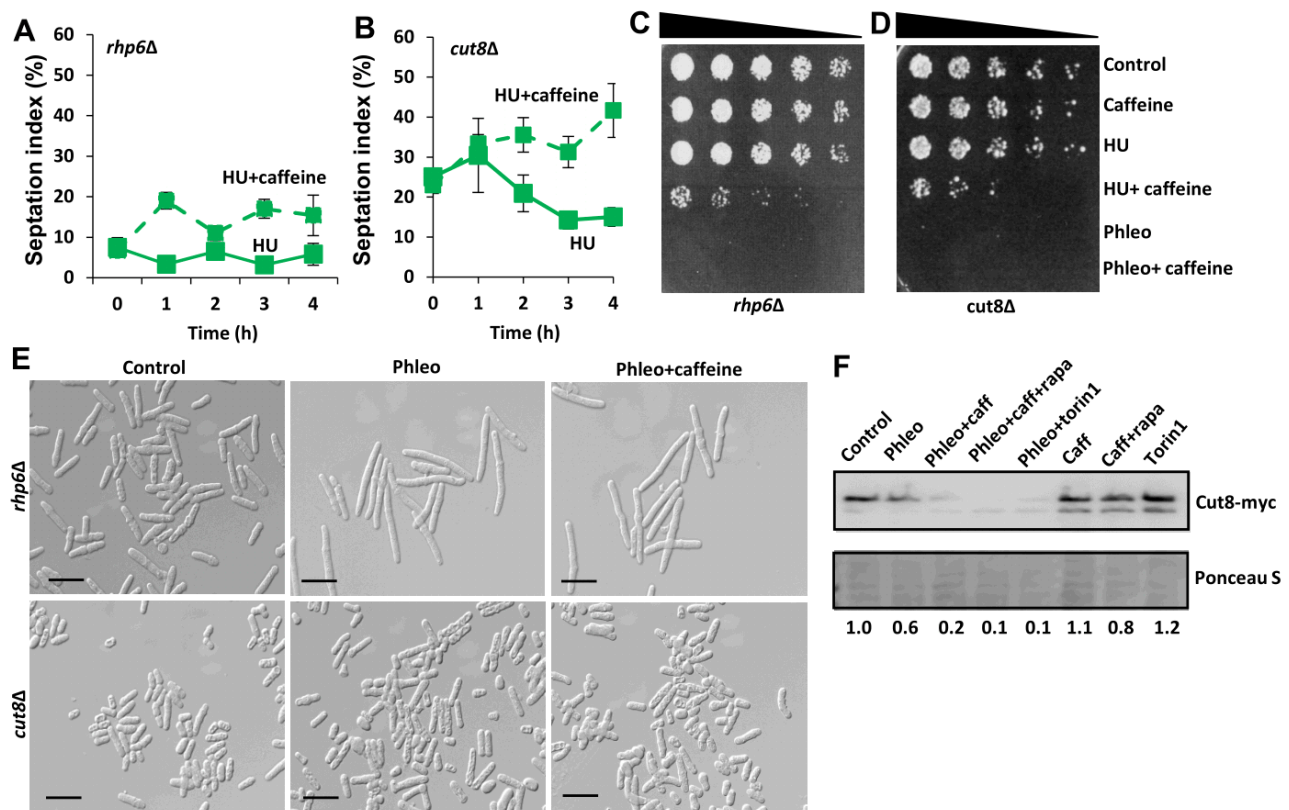 A
rhp6Δ
Septation index (%)
60
50
40
30
20
10
0
HU+caffeine
HU
0 1 2 3 4
Time (h)
B
cut8Δ
Septation index (%)
60
50
40
30
20
10
0
HU+caffeine
HU
0 1 2 3 4
Time (h)
C
rhp6Δ
D
Control
Caffeine
HU
HU+ caffeine
Phleo
Phleo+ caffeine
cut8Δ
E
Control Phleo Phleo+caffeine
rhp6Δ
cut8Δ
F
Control
Phleo
Phleo+caff
Phleo+caff+rapa
Phleo+torin1
Caff
Caff+rapa
Torin1
Cut8-myc
Ponceau S
1.0 0.6 0.2 0.1 0.1 1.1 0.8 1.2